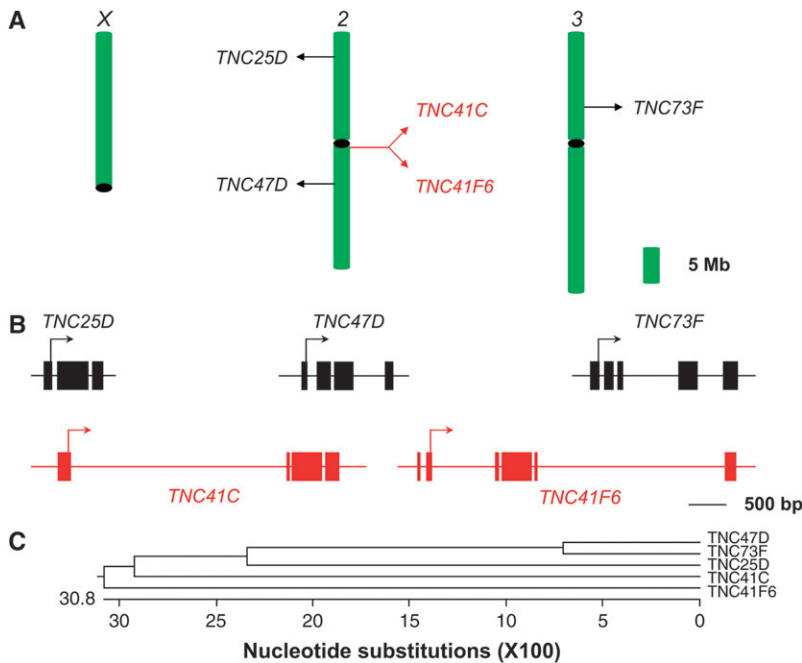 A
X
2
3
TNC25D
TNC41C
TNC73F
TNC47D
TNC41F6
5 Mb
B
TNC25D
TNC47D
TNC73F
TNC41C
TNC41F6
500 bp
C
TNC47D
TNC73F
TNC25D
TNC41C
TNC41F6
30.8
30 25 20 15 10 5 0
Nucleotide substitutions (X100)